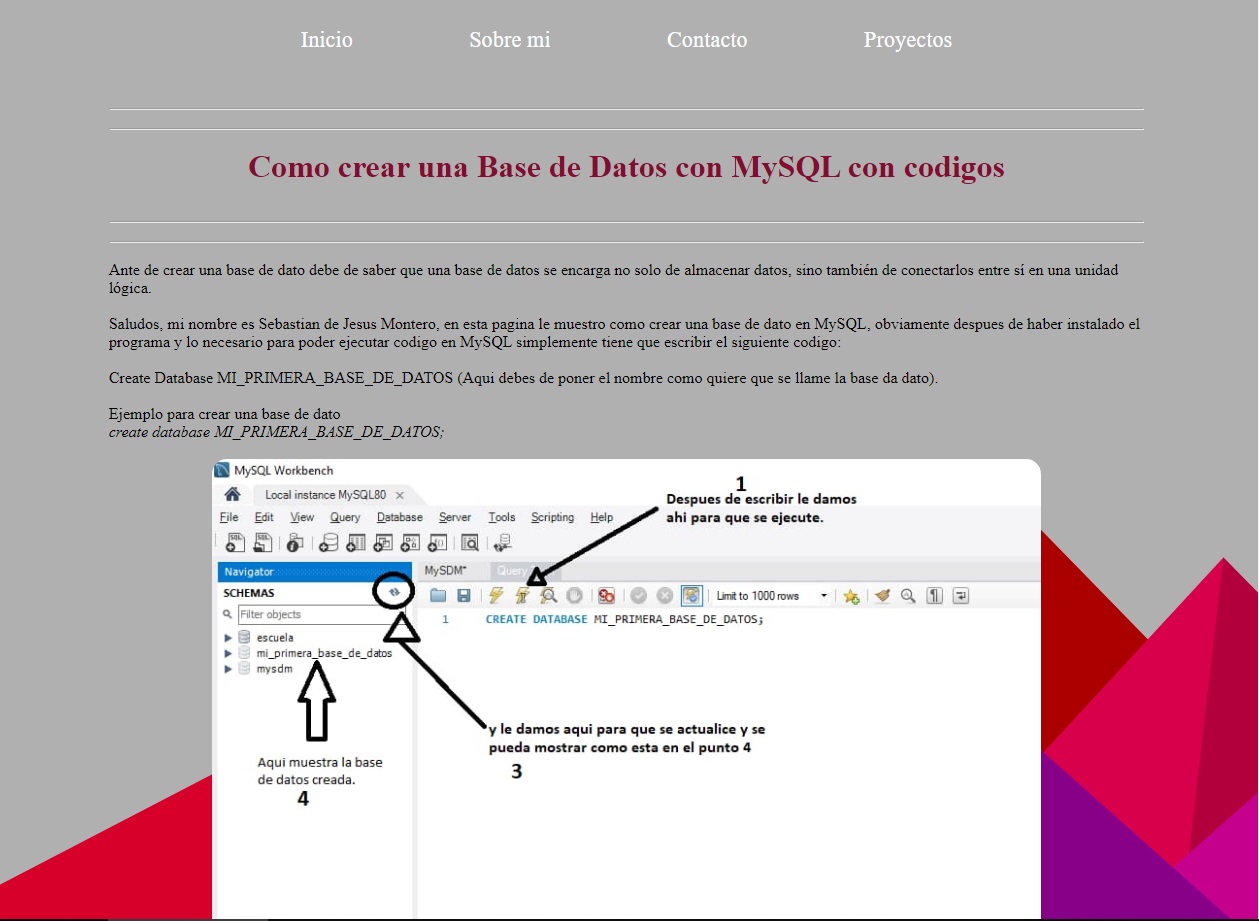 Inicio Sobre mi Contacto Proyectos
Como crear una Base de Datos con MySQL con codigos
Ante de crear una base de dato debe de saber que una base de datos se encarga no solo de almacenar datos, sino también de conectarlos entre sí en una unidad
lógica.
Saludos, mi nombre es Sebastian de Jesus Montero, en esta pagina le muestro como crear una base de dato en MySQL, obviamente despues de haber instalado el
programa y lo necesario para poder ejecutar codigo en MySQL simplemente tiene que escribir el siguiente codigo:
Create Database MI_PRIMERA_BASE_DE_DATOS (Aqui debes de poner el nombre como quiere que se llame la base da dato).
Ejemplo para crear una base de dato
create database MI_PRIMERA_BASE_DE_DATOS;
MySQL Workbench
Local instance MySQL80
File Edit View Query Database Server Tools Scripting Help
1
Despues de escribir le damos
ahi para que se ejecute.
Navigator
MySDM* Query
SCHEMAS
Filter objects
Limit to 1000 rows
1 CREATE DATABASE MI_PRIMERA_BASE_DE_DATOS;
escuela
mi_primera_base_de_datos
mysdm
y le damos aqui para que se actualice y se
pueda mostrar como esta en el punto 4
3
Aqui muestra la base
de datos creada.
4